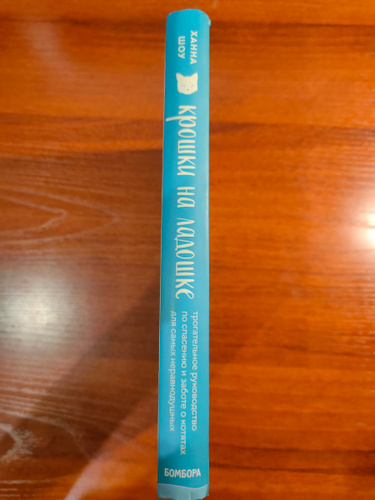 ХАННА
ШОУ
крошки на ладошке
трогательное руководство
по спасению и заботе о котятах
для самых неравнодушных
БОМБОРА